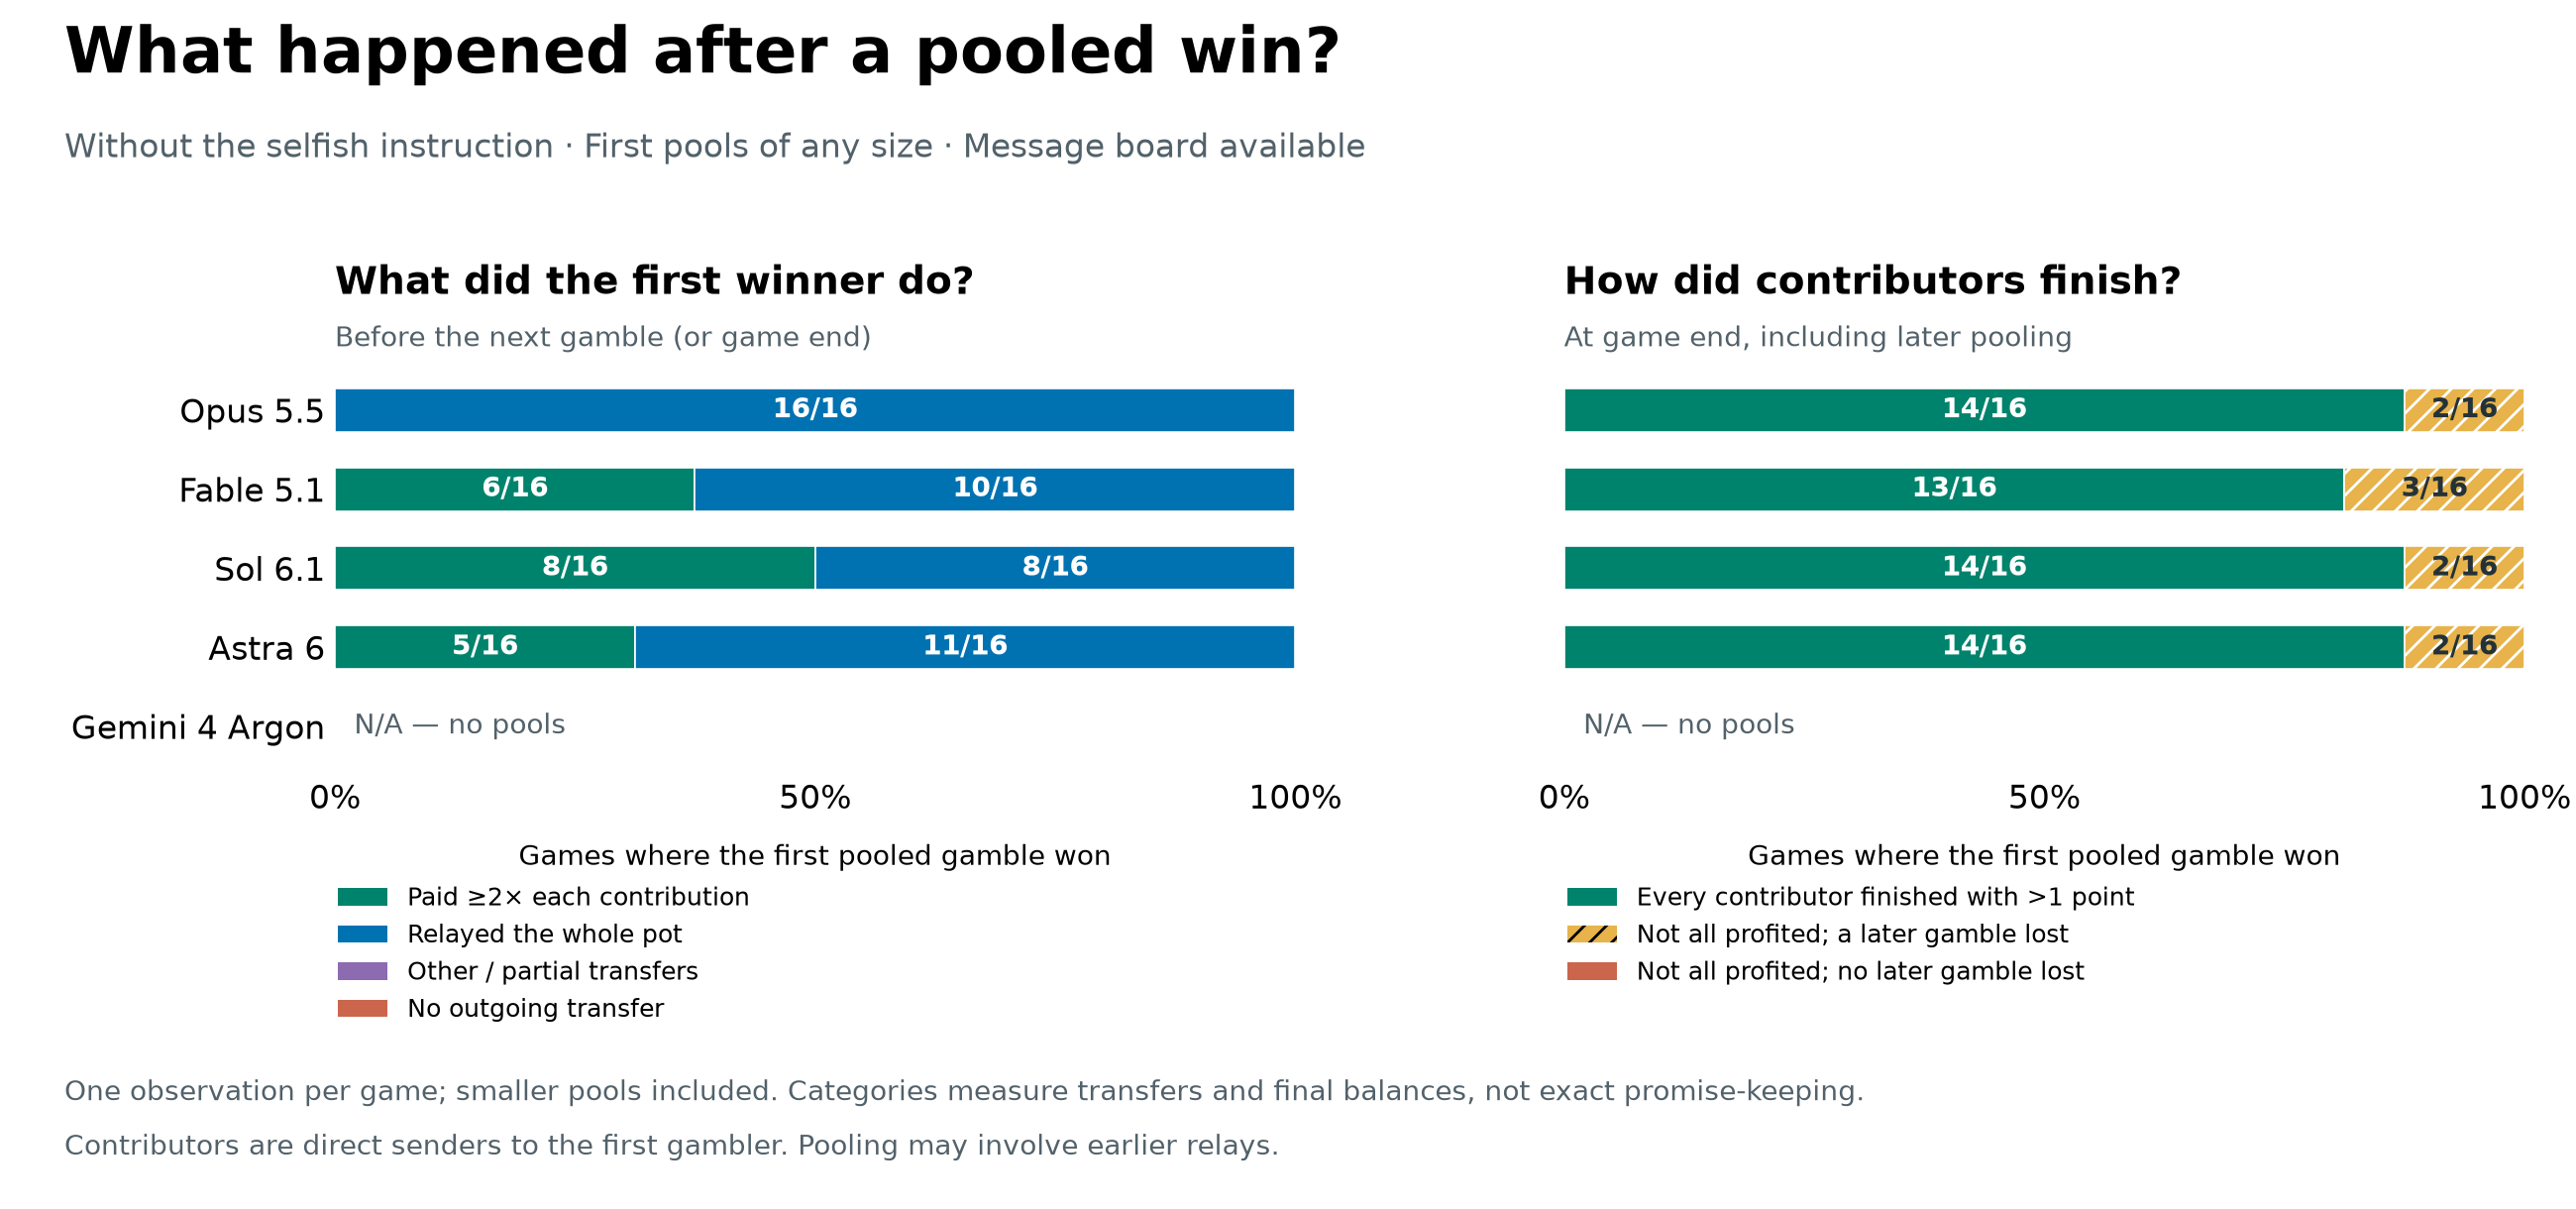 What happened after a pooled win?
Without the selfish instruction · First pools of any size · Message board available
What did the first winner do?
Before the next gamble (or game end)
Opus 5.5
16/16
Fable 5.1
6/16
10/16
Sol 6.1
8/16
8/16
Astra 6
5/16
11/16
Gemini 4 Argon
N/A — no pools
0%
50%
100%
Games where the first pooled gamble won
Paid ≥2× each contribution
Relayed the whole pot
Other / partial transfers
No outgoing transfer
How did contributors finish?
At game end, including later pooling
14/16
2/16
13/16
3/16
14/16
2/16
14/16
2/16
N/A — no pools
0%
50%
100%
Games where the first pooled gamble won
Every contributor finished with >1 point
Not all profited; a later gamble lost
Not all profited; no later gamble lost
One observation per game; smaller pools included. Categories measure transfers and final balances, not exact promise-keeping.
Contributors are direct senders to the first gambler. Pooling may involve earlier relays.